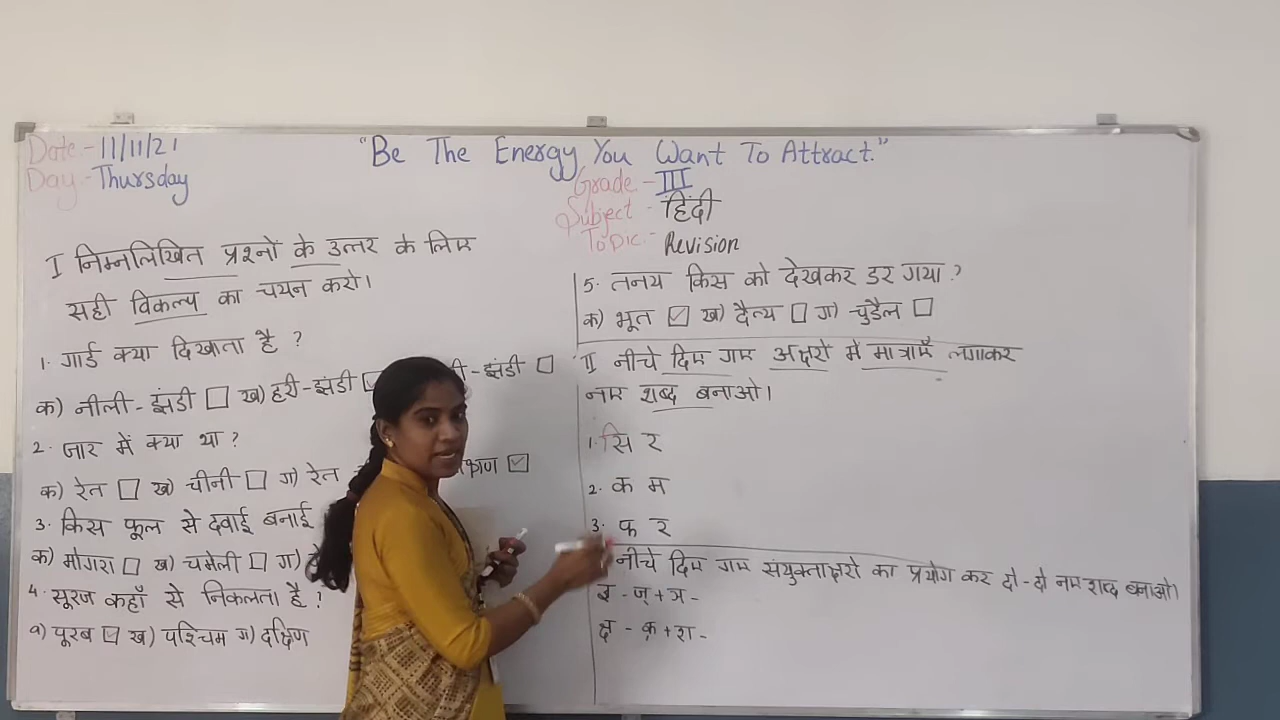 Date:- 11/11/21
Day:- Thursday
"Be The Energy You Want To Attract."
Grade - III
Subject - हिंदी
Topic:- Revision
I निम्नलिखित प्रश्नों के उत्तर के लिए
सही विकल्प का चयन करो।
1. गार्ड क्या दिखाता है ?
क) नीली - झंडी ख) हरी - झंडी - झंडी
2. जार में क्या था ?
क) रेत ख) चीनी ग) रेत
3. किस फूल से दवाई बनाई
क) मोगरा ख) चमेली ग)
4. सूरज कहाँ से निकलता है ?
क) पूरब ख) पश्चिम ग) दक्षिण
5. तनय किस को देखकर डर गया ?
क) भूत ख) दैत्य ग) चुडैल
II नीचे दिए गए अक्षरों में मात्राएँ लगाकर
नए शब्द बनाओ।
1. सि र
2. क म
3. फ र
नीचे दिए गए संयुक्ताक्षरो का प्रयोग कर दो-दो नए शब्द बनाओ।
ज्ञ - ज् + ञ -
क्ष - क् + श -